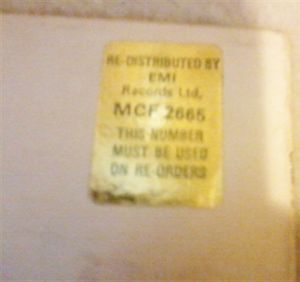 RE-DISTRIBUTED BY
EMI
Records Ltd,
MCF 2665
THIS NUMBER
MUST BE USED
ON RE-ORDERS